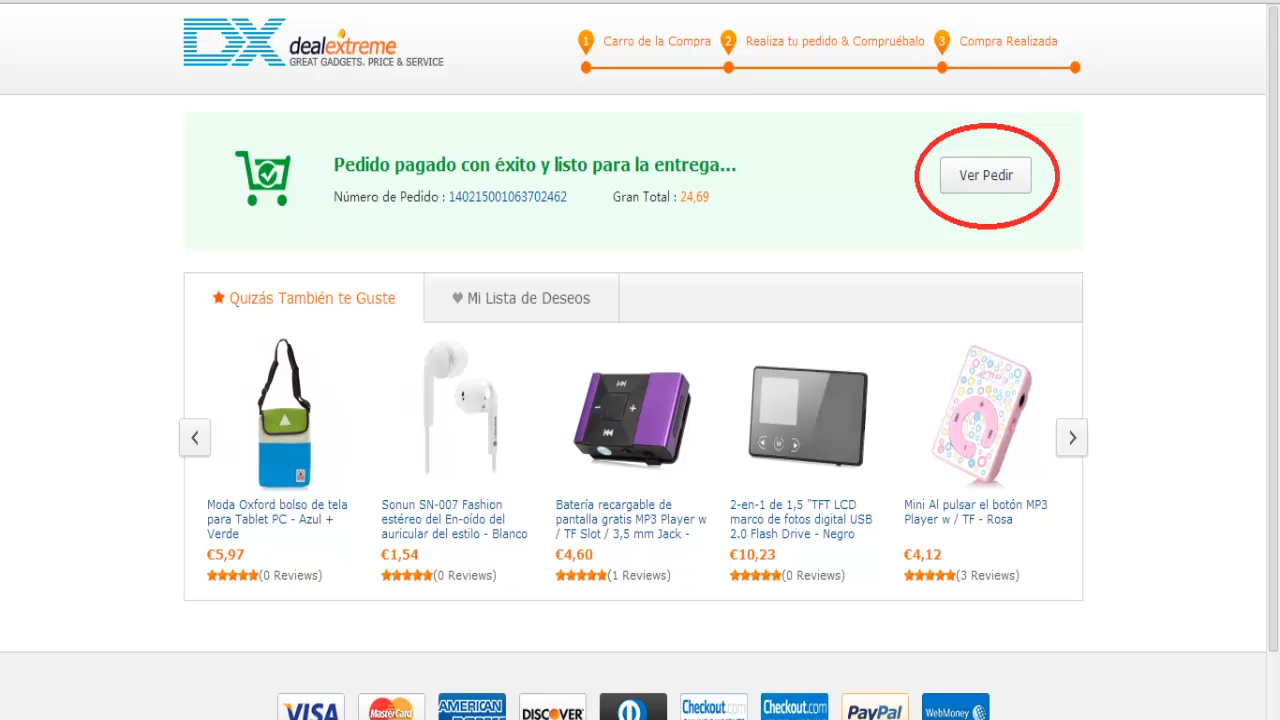 DX dealextreme
GREAT GADGETS, PRICE & SERVICE
1 Carro de la Compra 2 Realiza tu pedido & Compruébalo 3 Compra Realizada
Pedido pagado con éxito y listo para la entrega...
Número de Pedido : 140215001063702462 Gran Total : 24,69
Ver Pedir
Quizás También te Guste
Mi Lista de Deseos
Moda Oxford bolso de tela
para Tablet PC - Azul +
Verde
€5,97
(0 Reviews)
Sonun SN-007 Fashion
estéreo del En-oído del
auricular del estilo - Blanco
€1,54
(0 Reviews)
Batería recargable de
pantalla gratis MP3 Player w
/ TF Slot / 3,5 mm Jack -
€4,60
(1 Reviews)
2-en-1 de 1,5 "TFT LCD
marco de fotos digital USB
2.0 Flash Drive - Negro
€10,23
(0 Reviews)
Mini Al pulsar el botón MP3
Player w / TF - Rosa
€4,12
(3 Reviews)
VISA MasterCard AMERICAN DISCOVER Checkout.com Checkout.com PayPal WebMoney